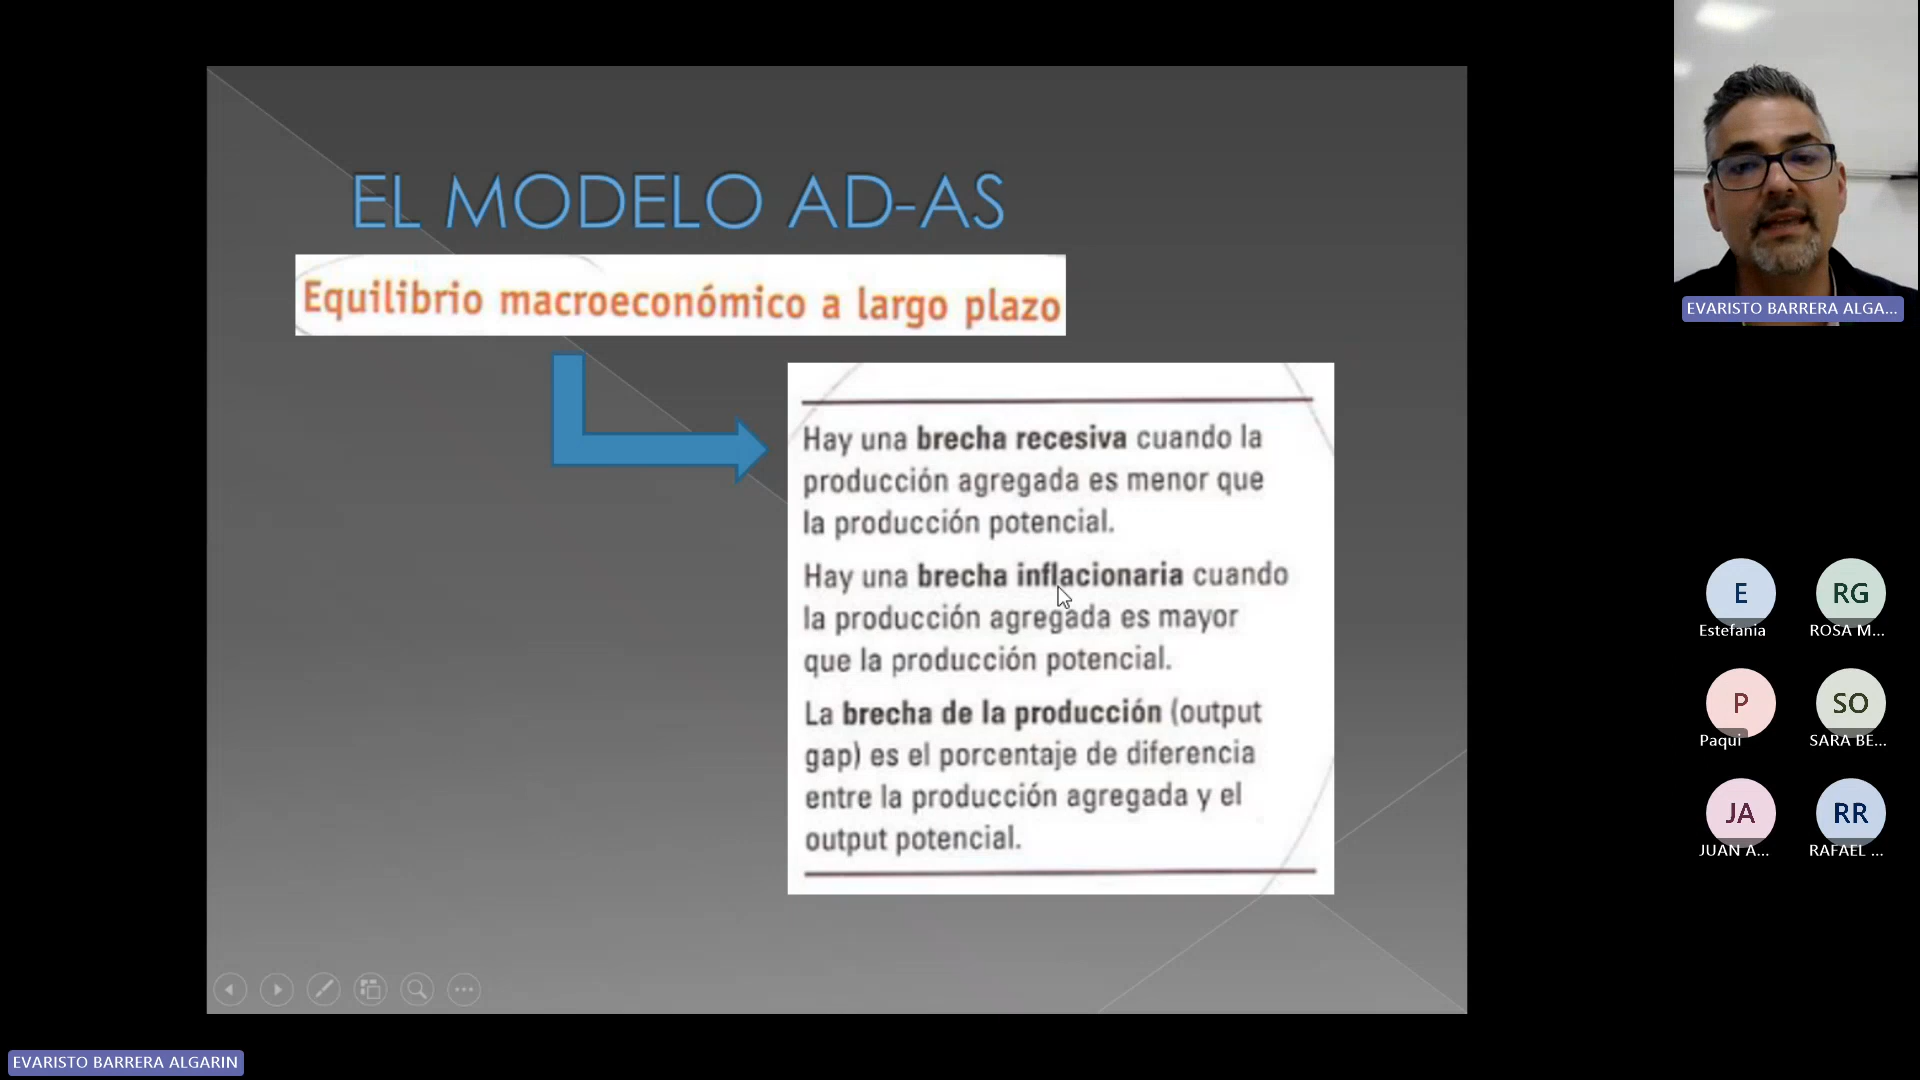 EL MODELO AD-AS
Equilibrio macroeconómico a largo plazo
Hay una brecha recesiva cuando la
producción agregada es menor que
la producción potencial.
Hay una brecha inflacionaria cuando
la producción agregada es mayor
que la producción potencial.
La brecha de la producción (output
gap) es el porcentaje de diferencia
entre la producción agregada y el
output potencial.
EVARISTO BARRERA ALGA...
E
Estefania
RG
ROSA M...
P
Paqui
SO
SARA BE...
JA
JUAN A...
RR
RAFAEL ...
EVARISTO BARRERA ALGARIN